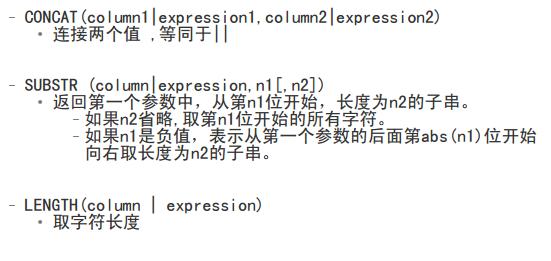 - CONCAT(column1|expression1,column2|expression2)
• 连接两个值 ,等同于||
- SUBSTR (column|expression,n1[,n2])
• 返回第一个参数中，从第n1位开始，长度为n2的子串。
- 如果n2省略,取第n1位开始的所有字符。
- 如果n1是负值，表示从第一个参数的后面第abs(n1)位开始
向右取长度为n2的子串。
- LENGTH(column | expression)
• 取字符长度